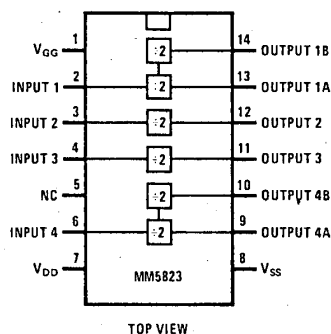 1 14
VGG ÷2 OUTPUT 1B
2 13
INPUT 1 ÷2 OUTPUT 1A
3 12
INPUT 2 ÷2 OUTPUT 2
4 11
INPUT 3 ÷2 OUTPUT 3
5 10
NC ÷2 OUTPUT 4B
6 9
INPUT 4 ÷2 OUTPUT 4A
7 8
VDD MM5823 VSS
TOP VIEW